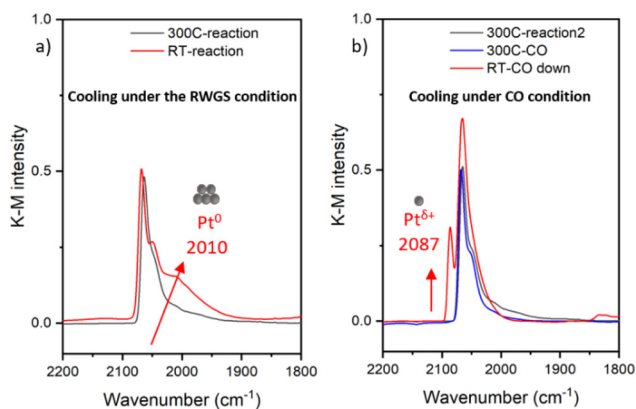 a)
300C-reaction
RT-reaction
Cooling under the RWGS condition
Pt⁰
2010
K-M intensity
1.0
0.5
0.0
2200 2100 2000 1900 1800
Wavenumber (cm⁻¹)
b)
300C-reaction2
300C-CO
RT-CO down
Cooling under CO condition
Ptᵟ⁺
2087
K-M intensity
1.0
0.5
0.0
2200 2100 2000 1900 1800
Wavenumber (cm⁻¹)